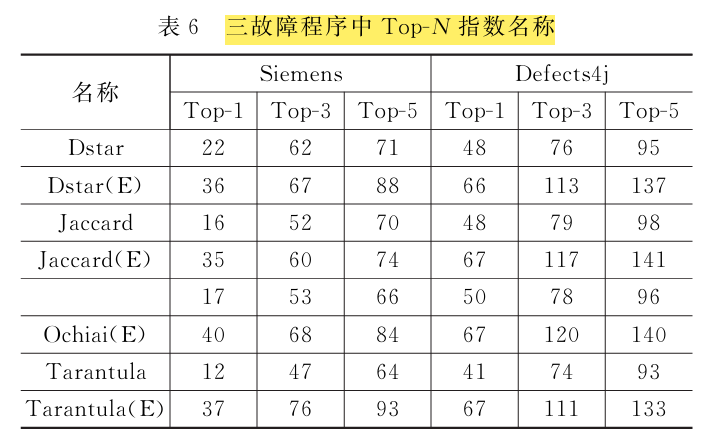 表 6 三故障程序中 Top-N 指数名称
名称 Siemens Defects4j
Top-1 Top-3 Top-5 Top-1 Top-3 Top-5
Dstar 22 62 71 48 76 95
Dstar(E) 36 67 88 66 113 137
Jaccard 16 52 70 48 79 98
Jaccard(E) 35 60 74 67 117 141
17 53 66 50 78 96
Ochiai(E) 40 68 84 67 120 140
Tarantula 12 47 64 41 74 93
Tarantula(E) 37 76 93 67 111 133